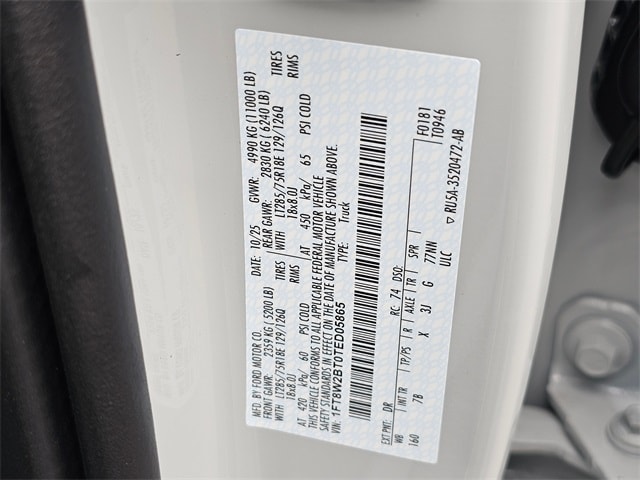 MFD. BY FORD MOTOR CO.
DATE: 10/25 GVWR: 4990 KG (11000 LB)
FRONT GAWR: 2359 KG (5200 LB) REAR GAWR: 2830 KG (6240 LB)
WITH LT285/75R18E 129/126Q TIRES WITH LT285/75R18E 129/126Q TIRES
18x8.0J RIMS 18x8.0J RIMS
AT 420 kPa/ 60 PSI COLD AT 450 kPa/ 65 PSI COLD
THIS VEHICLE CONFORMS TO ALL APPLICABLE FEDERAL MOTOR VEHICLE
SAFETY STANDARDS IN EFFECT ON THE DATE OF MANUFACTURE SHOWN ABOVE.
VIN: 1FT8W2BT0TED05865 TYPE: Truck
F0181
T0946
EXT PNT: DR RC: 74 DSO:
WB INT TR TP/PS R AXLE TR SPR
160 7B X 3J G 77NN
ULC
▽ RU5A-3520472-AB